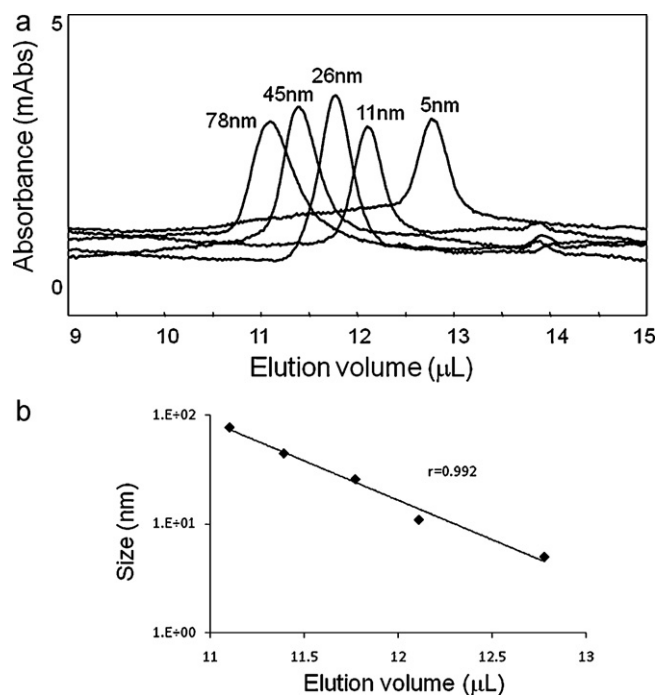 a
5
Absorbance (mAbs)
0
78nm
45nm
26nm
11nm
5nm
9 10 11 12 13 14 15
Elution volume (μL)
b
1.E+02
1.E+01
1.E+00
Size (nm)
r=0.992
11 11.5 12 12.5 13
Elution volume (μL)